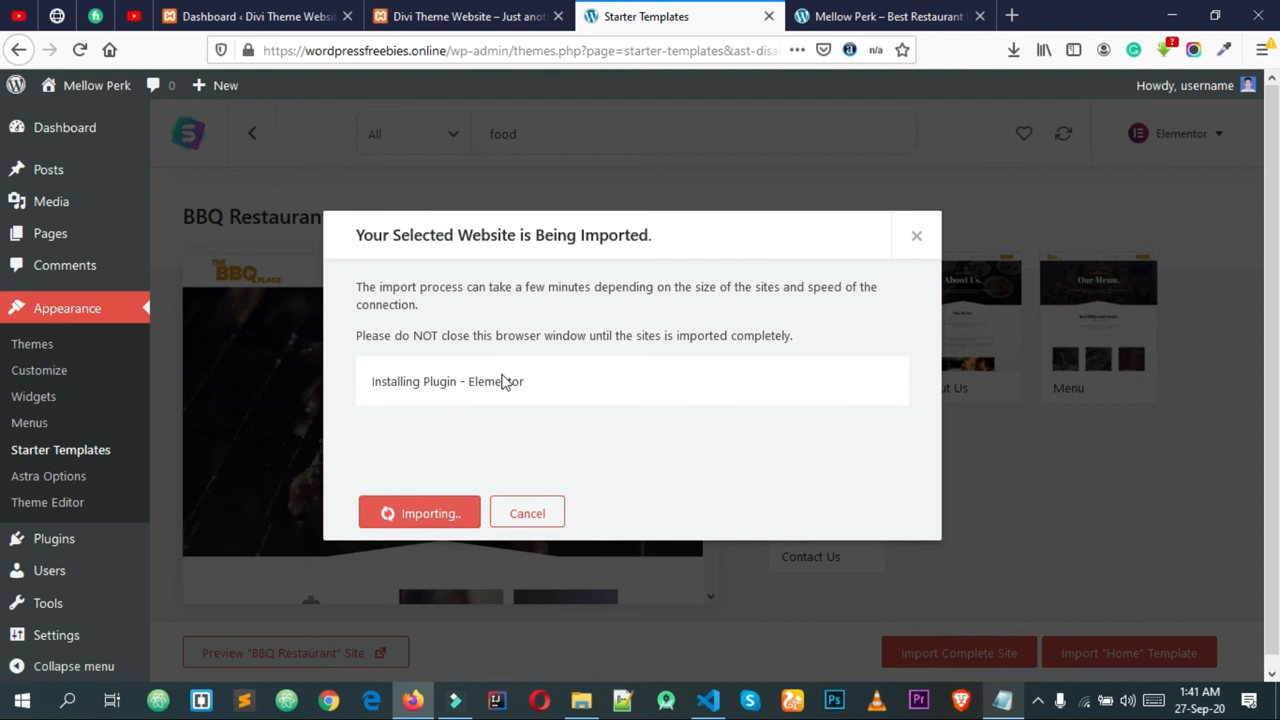 Dashboard ‹ Divi Theme Websit
Divi Theme Website – Just anot
Starter Templates
Mellow Perk – Best Restaurant
https://wordpressfreebies.online/wp-admin/themes.php?page=starter-templates&ast-disa
n/a
?
Mellow Perk
0
New
Howdy, username
Dashboard
Posts
Media
Pages
Comments
Appearance
Themes
Customize
Widgets
Menus
Starter Templates
Astra Options
Theme Editor
Plugins
Users
Tools
Settings
Collapse menu
All
food
Elementor
BBQ Restaurant
THE
BBQ
PLACE
About Us.
Our Menu.
ut Us
Menu
Contact Us
Your Selected Website is Being Imported.
The import process can take a few minutes depending on the size of the sites and speed of the
connection.
Please do NOT close this browser window until the sites is imported completely.
Installing Plugin - Elementor
Importing..
Cancel
Preview "BBQ Restaurant" Site
Import Complete Site
Import "Home" Template
1:41 AM
27-Sep-20